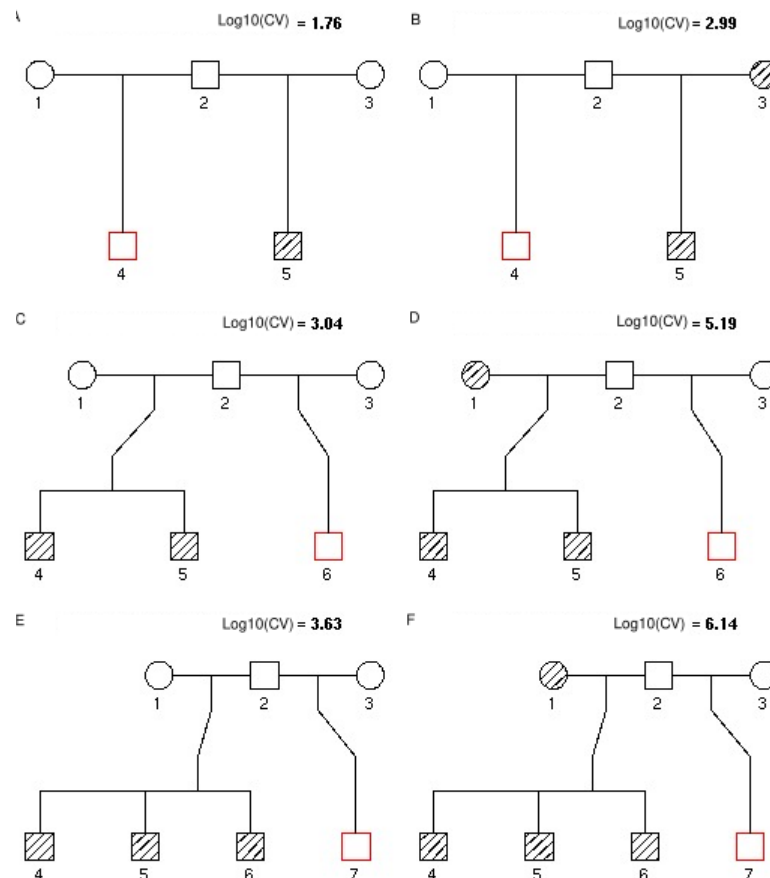 A Log10(CV) = 1.76
1 2 3
4 5
B Log10(CV) = 2.99
1 2 3
4 5
C Log10(CV) = 3.04
1 2 3
4 5 6
D Log10(CV) = 5.19
1 2 3
4 5 6
E Log10(CV) = 3.63
1 2 3
4 5 6 7
F Log10(CV) = 6.14
1 2 3
4 5 6 7